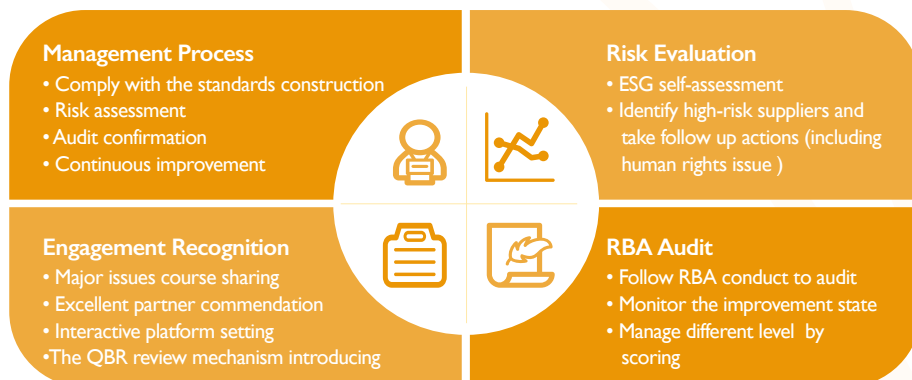 Management Process
• Comply with the standards construction
• Risk assessment
• Audit confirmation
• Continuous improvement
Risk Evaluation
• ESG self-assessment
• Identify high-risk suppliers and
take follow up actions (including
human rights issue )
Engagement Recognition
• Major issues course sharing
• Excellent partner commendation
• Interactive platform setting
•The QBR review mechanism introducing
RBA Audit
• Follow RBA conduct to audit
• Monitor the improvement state
• Manage different level by
scoring